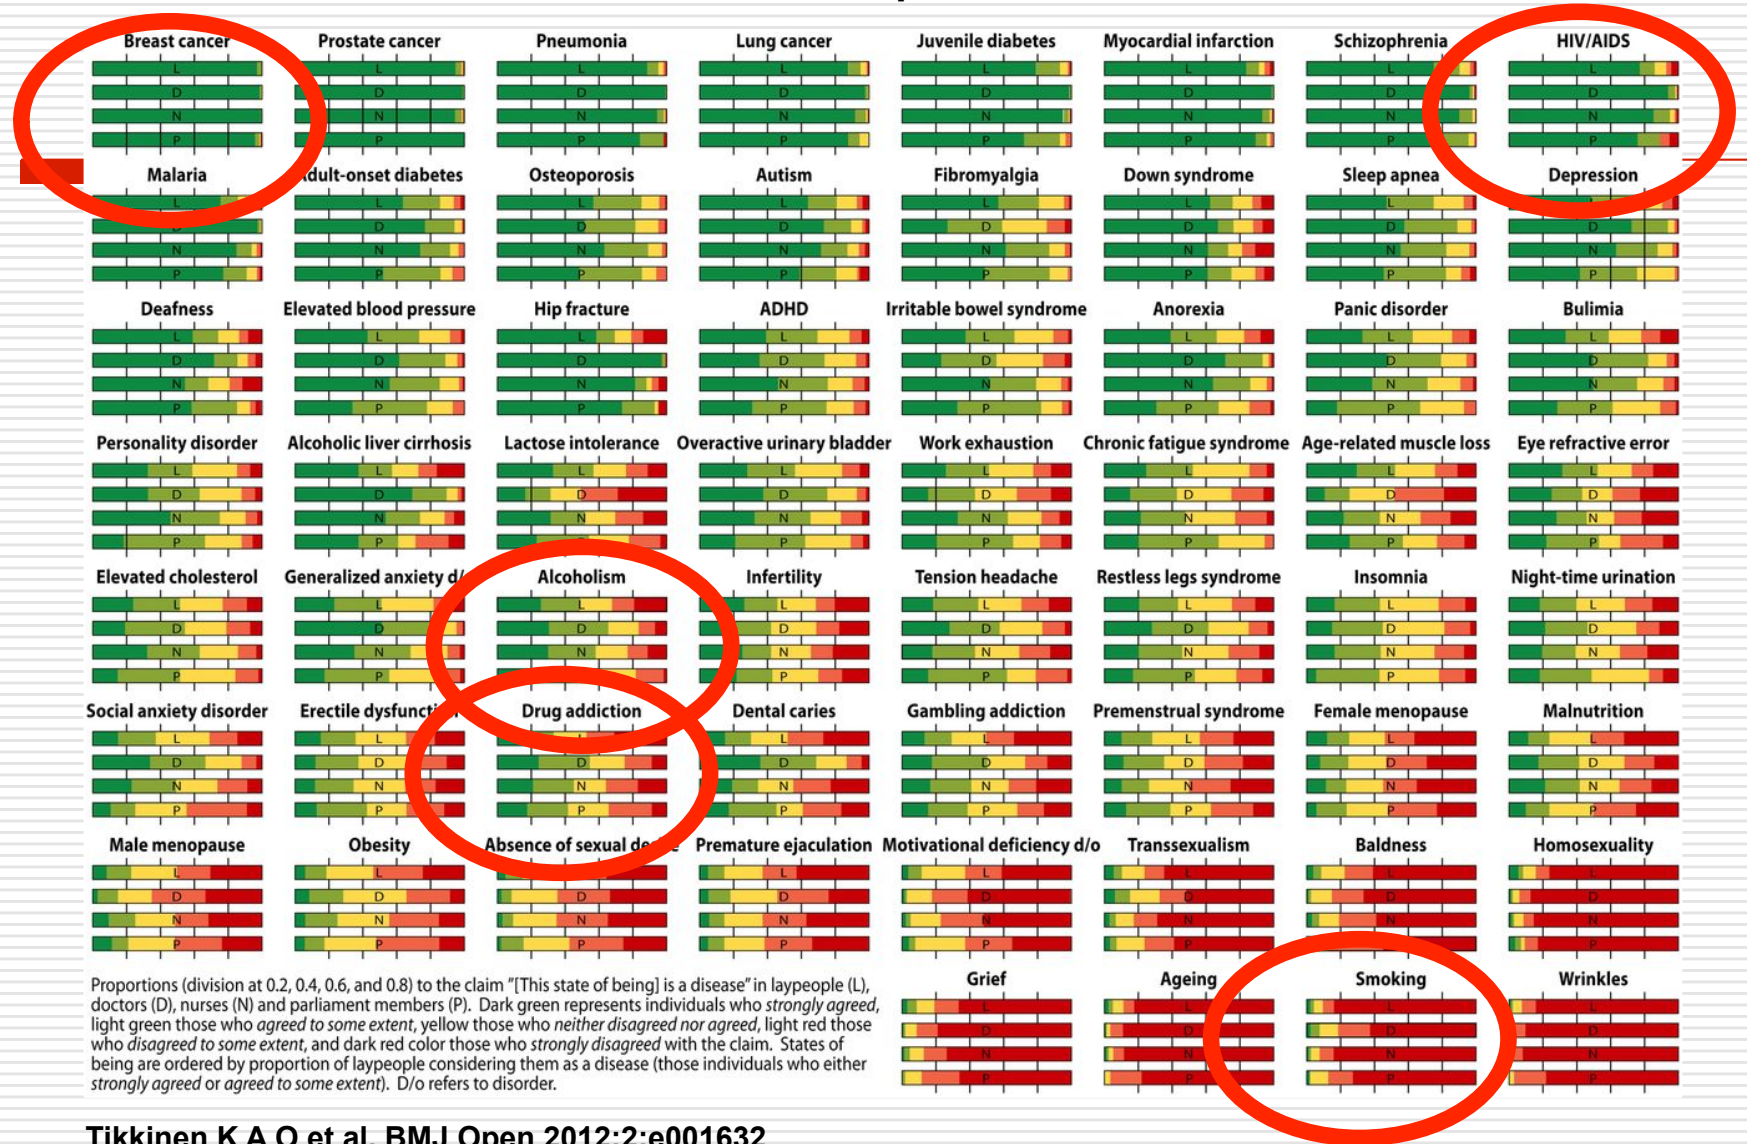 Breast cancer Prostate cancer Pneumonia Lung cancer Juvenile diabetes Myocardial infarction Schizophrenia HIV/AIDS
L L L L L L L L
D D D D D D D D
N N N N N N N N
P P P P P P P P
Malaria Adult-onset diabetes Osteoporosis Autism Fibromyalgia Down syndrome Sleep apnea Depression
L L L L L L L L
D D D D D D D D
N N N N N N N N
P P P P P P P P
Deafness Elevated blood pressure Hip fracture ADHD Irritable bowel syndrome Anorexia Panic disorder Bulimia
L L L L L L L L
D D D D D D D D
N N N N N N N N
P P P P P P P P
Personality disorder Alcoholic liver cirrhosis Lactose intolerance Overactive urinary bladder Work exhaustion Chronic fatigue syndrome Age-related muscle loss Eye refractive error
L L L L L L L L
D D D D D D D D
N N N N N N N N
P P P P P P P P
Elevated cholesterol Generalized anxiety d/ Alcoholism Infertility Tension headache Restless legs syndrome Insomnia Night-time urination
L L L L L L L L
D D D D D D D D
N N N N N N N N
P P P P P P P
Social anxiety disorder Erectile dysfunction Drug addiction Dental caries Gambling addiction Premenstrual syndrome Female menopause Malnutrition
L L L L L L L L
D D D D D D D D
N N N N N N N N
P P P P P P P P
Male menopause Obesity Absence of sexual desire Premature ejaculation Motivational deficiency d/o Transsexualism Baldness Homosexuality
L L L L L L L
D D D D D D D D
N N N N N N N N
P P P P P P P
Grief Ageing Smoking Wrinkles
L L L L
D D D D
N N N N
P P P P
Proportions (division at 0.2, 0.4, 0.6, and 0.8) to the claim "[This state of being] is a disease" in laypeople (L),
doctors (D), nurses (N) and parliament members (P). Dark green represents individuals who strongly agreed,
light green those who agreed to some extent, yellow those who neither disagreed nor agreed, light red those
who disagreed to some extent, and dark red color those who strongly disagreed with the claim. States of
being are ordered by proportion of laypeople considering them as a disease (those individuals who either
strongly agreed or agreed to some extent). D/o refers to disorder.
Tikkinen K A O et al. BMJ Open 2012;2:e001632